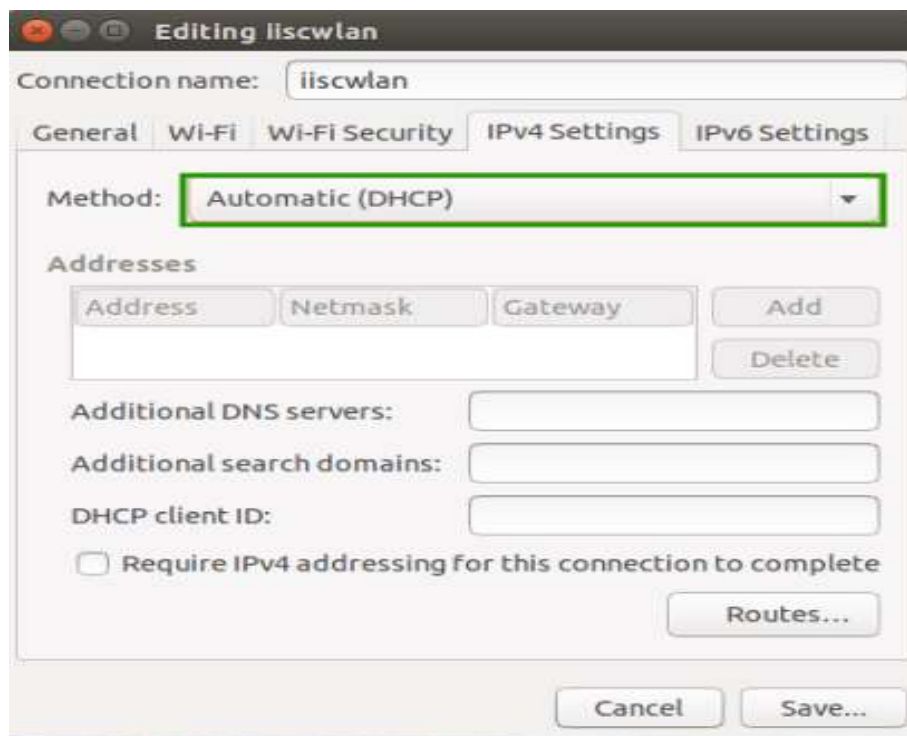 Editing iiscwlan
Connection name: iiscwlan
General Wi-Fi Wi-Fi Security IPv4 Settings IPv6 Settings
Method: Automatic (DHCP)
Addresses
Address Netmask Gateway Add
Delete
Additional DNS servers:
Additional search domains:
DHCP client ID:
Require IPv4 addressing for this connection to complete
Routes...
Cancel Save...